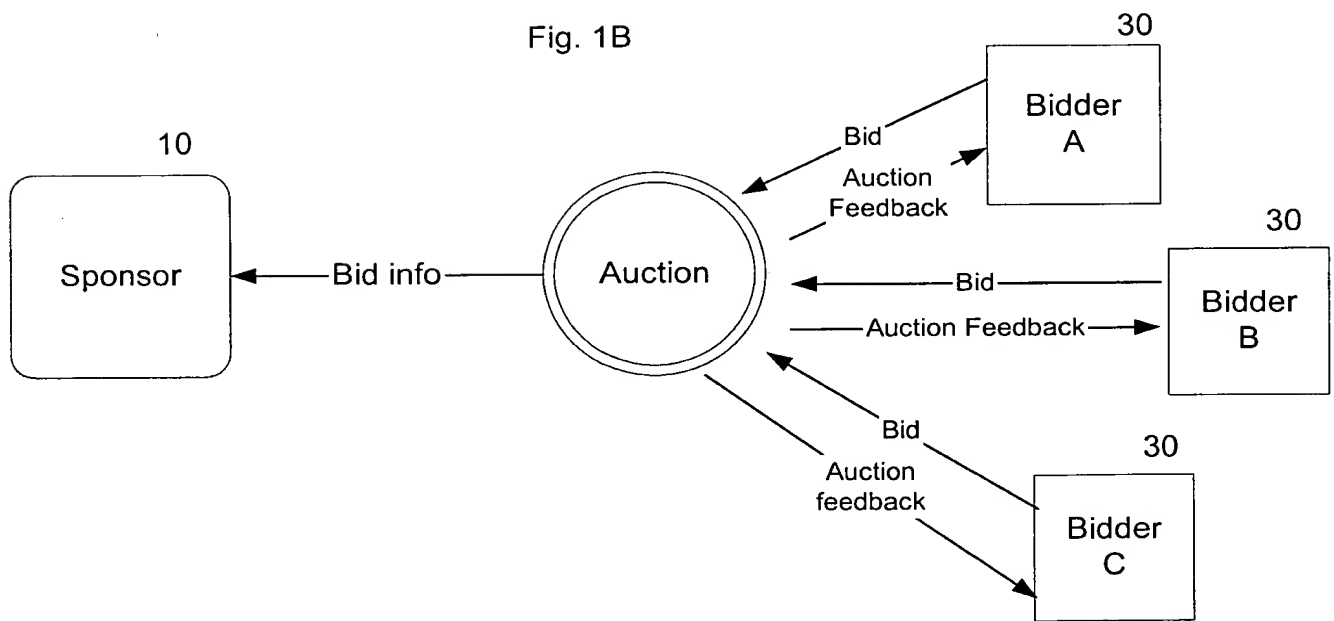 Fig. 1B
30
Bidder
A
Bid
Auction
Feedback
10
Sponsor
Bid info
Auction
30
Bidder
B
Bid
Auction Feedback
30
Bidder
C
Bid
Auction
feedback